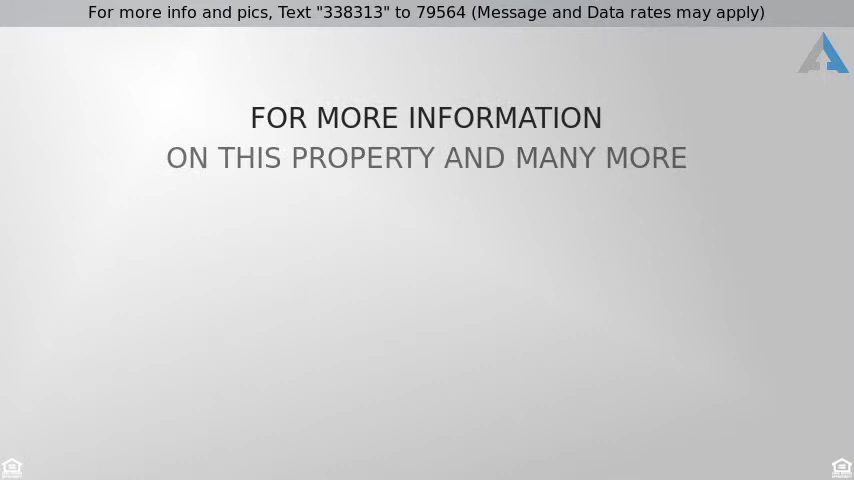 For more info and pics, Text "338313" to 79564 (Message and Data rates may apply)
FOR MORE INFORMATION
ON THIS PROPERTY AND MANY MORE